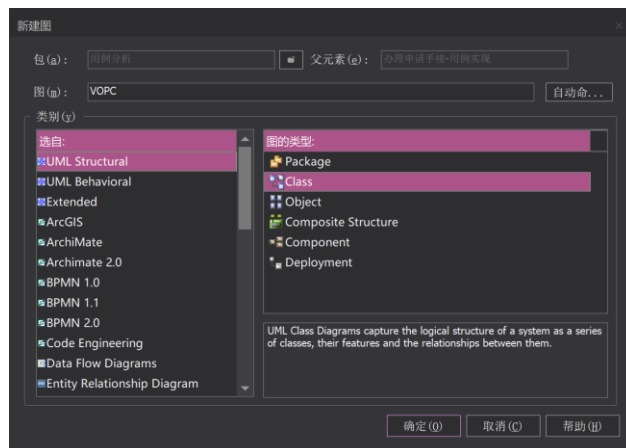 新建图
包(a)： 用例分析 父元素(e)： 办理申请手续-用例实现
图(m)： VOPC 自动命...
类别(y)
选自: 图的类型:
UML Structural
UML Behavioral
Extended
ArcGIS
ArchiMate
Archimate 2.0
BPMN 1.0
BPMN 1.1
BPMN 2.0
Code Engineering
Data Flow Diagrams
Entity Relationship Diagram
Package
Class
Object
Composite Structure
Component
Deployment
UML Class Diagrams capture the logical structure of a system as a series
of classes, their features and the relationships between them.
确定(O) 取消(C) 帮助(H)